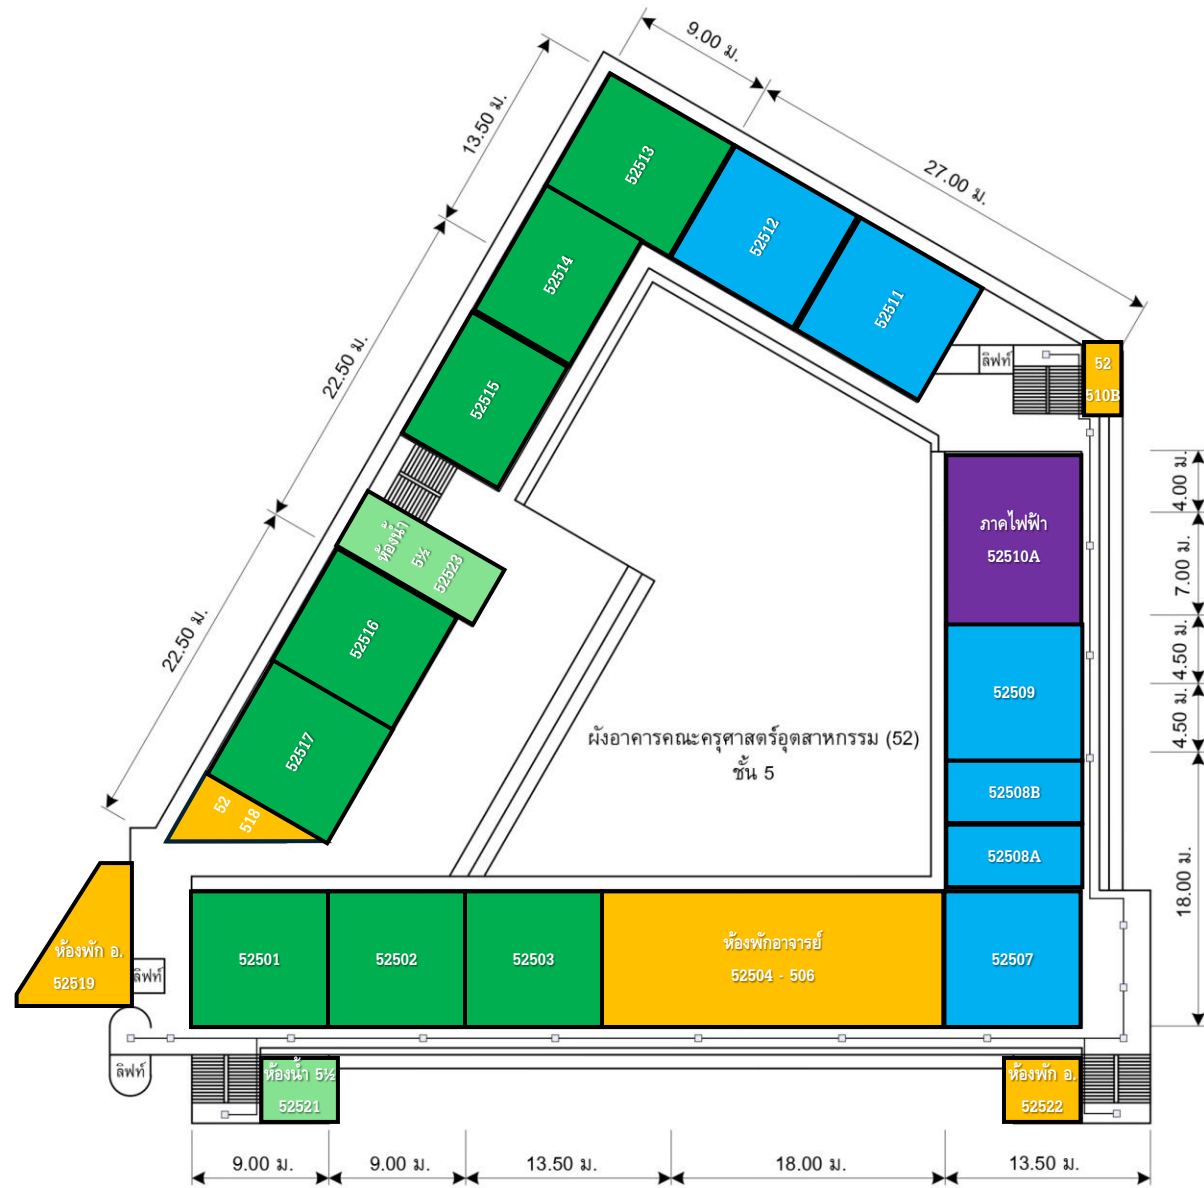 9.00 ม.
13.50 ม.
27.00 ม.
52513
52512
52514
52511
22.50 ม.
ลิฟท์
52
510B
52515
4.00 ม.
ภาคไฟฟ้า
52510A
7.00 ม.
ห้องน้ำ
5½
52523
52516
22.50 ม.
4.50 ม.
52509
4.50 ม.
52517
ผังอาคารคณะครุศาสตร์อุตสาหกรรม (52)
ชั้น 5
52508B
52
518
52508A
18.00 ม.
ห้องพัก อ.
52519
ลิฟท์
52501
52502
52503
ห้องพักอาจารย์
52504 - 506
52507
ลิฟท์
ห้องน้ำ 5½
52521
ห้องพัก อ.
52522
9.00 ม.
9.00 ม.
13.50 ม.
18.00 ม.
13.50 ม.